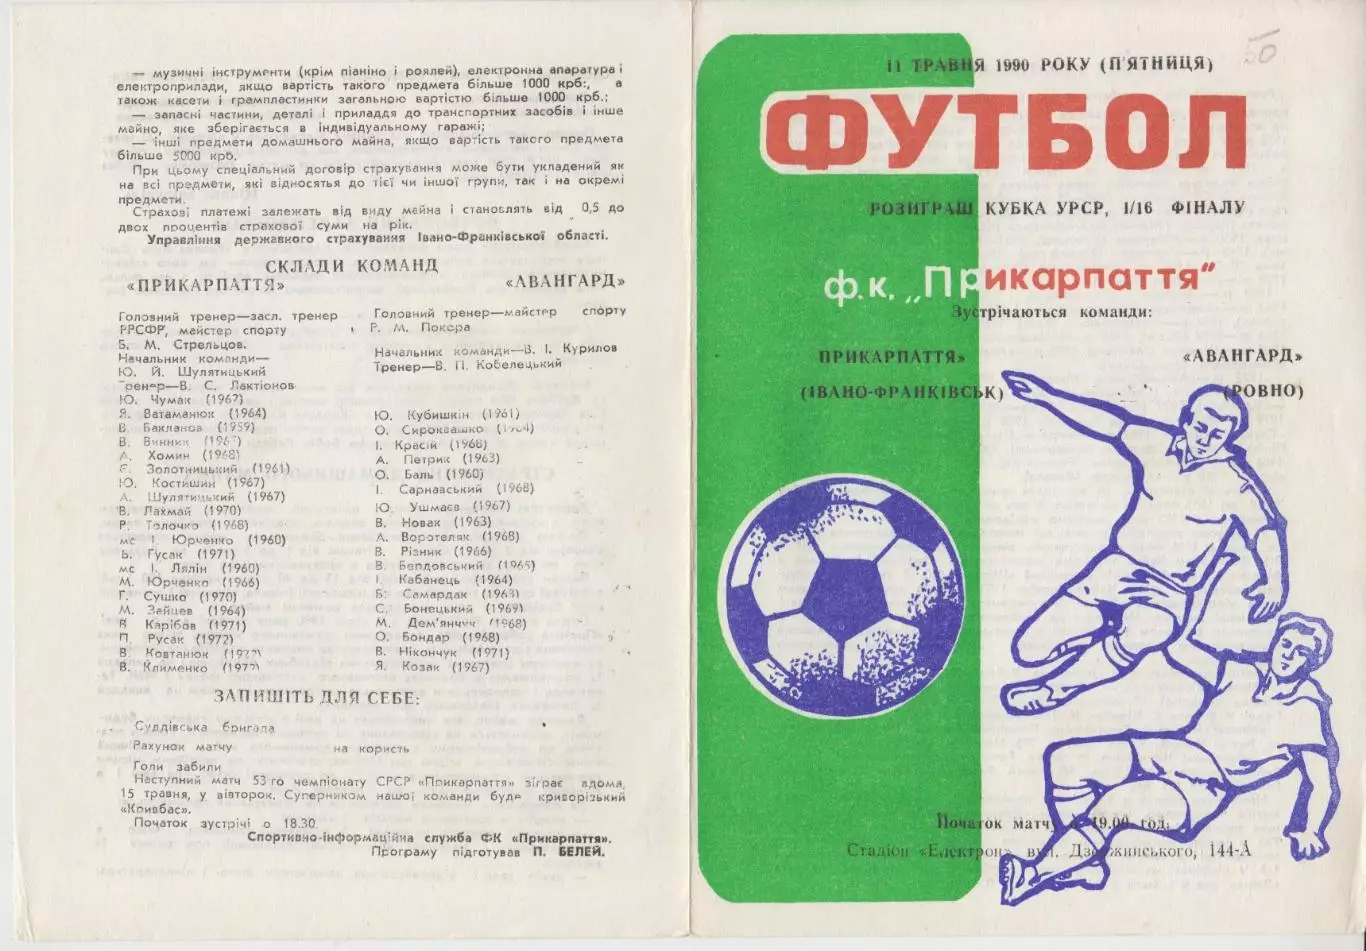 — музичні інструменти (крім піаніно і роялей), електронна апаратура і
електроприлади, якщо вартість такого предмета більше 1000 крб:, а
також касети і грампластинки загальною вартістю більше 1000 крб.;
— запасні частини, деталі і приладдя до транспортних засобів і інше
майно, яке зберігається в індивідуальному гаражі;
— інші предмети домашнього майна, якщо вартість такого предмета
більше 5000 крб.
При цьому спеціальний договір страхування може бути укладений як
на всі предмети, які відносятья до тієї чи іншої групи, так і на окремі
предмети.
Страхові платежі залежать від виду майна і становлять від 0,5 до
двох процентів страхової суми на рік.
Управління державного страхування Івано-Франківської області.
СКЛАДИ КОМАНД
«ПРИКАРПАТТЯ»
Головний тренер—засл. тренер
РРСФР, майстер спорту
Б. М. Стрельцов.
Начальник команди—
Ю. Й. Шулятицький
Тренер—В. С. Лактіонов
Ю. Чумак (1967)
Я. Ватаманюк (1964)
В. Бакланов (1959)
В. Винник
А. Хомин (1968)
Є. Золотницький (1961)
Ю. Костишин (1967)
А. Шулятицький (1967)
В. Лахмай (1970)
Р. Толочко (1968)
мс І. Юрченко (1960)
Б. Гусак (1971)
мс І. Лялін (1960)
М. Юрченко (1966)
Г. Сушко (1970)
М. Зайцев (1964)
В. Карібов (1971)
П. Русак (1972)
В. Ковтанюк
В. Клименко
«АВАНГАРД»
Головний тренер—майстер спорту
Р. М. Покора
Начальник команди—В. І. Курилов
Тренер—В. П. Кобелецький
Ю. Кубишкін (1961)
О. Сироквашко
І. Красій (1968)
А. Петрик (1963)
О. Баль (1960)
І. Сарнавський (1968)
Ю. Ушмаєв (1967)
В. Новак (1963)
А. Воротеляк (1968)
В. Різник (1966)
В. Бердовський (1965)
І. Кабанець (1964)
Б. Самардак (1963)
С. Бонецький (1969)
М. Дем'янчук (1968)
О. Бондар (1968)
В. Нікончук (1971)
Я. Козак (1967)
ЗАПИШІТЬ ДЛЯ СЕБЕ:
Суддівська бригада
Рахунок матчу на користь
Голи забили
Наступний матч 53-го чемпіонату СРСР «Прикарпаття» зіграє вдома,
15 травня, у вівторок. Суперником нашої команди буде криворізький
«Кривбас».
Початок зустрічі о 18.30.
Спортивно-інформаційна служба ФК «Прикарпаття».
Програму підготував П. БЕЛЕЙ.
50
11 ТРАВНЯ 1990 РОКУ (П'ЯТНИЦЯ)
ФУТБОЛ
РОЗИГРАШ КУБКА УРСР, 1/16 ФІНАЛУ
ф.к. „Прикарпаття"
Зустрічаються команди:
ПРИКАРПАТТЯ» «АВАНГАРД»
(ІВАНО-ФРАНКІВСЬК) (РОВНО)
Початок матчу о 19.00 год.
Стадіон «Електрон», вул. Дзержинського, 144-А